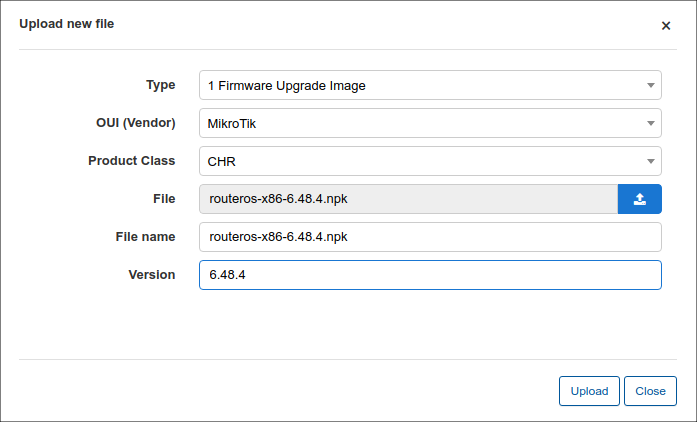 Upload new file ×
Type 1 Firmware Upgrade Image
OUI (Vendor) MikroTik
Product Class CHR
File routeros-x86-6.48.4.npk
File name routeros-x86-6.48.4.npk
Version 6.48.4
Upload Close